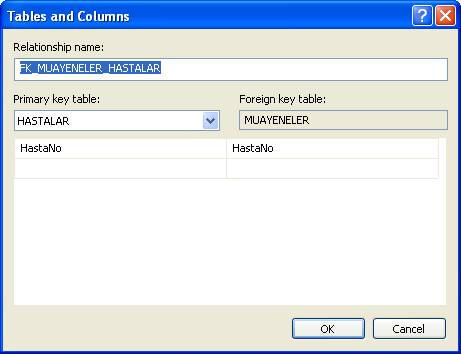 Tables and Columns
Relationship name:
FK_MUAYENELER_HASTALAR
Primary key table: Foreign key table:
HASTALAR MUAYENELER
HastaNo HastaNo
OK Cancel